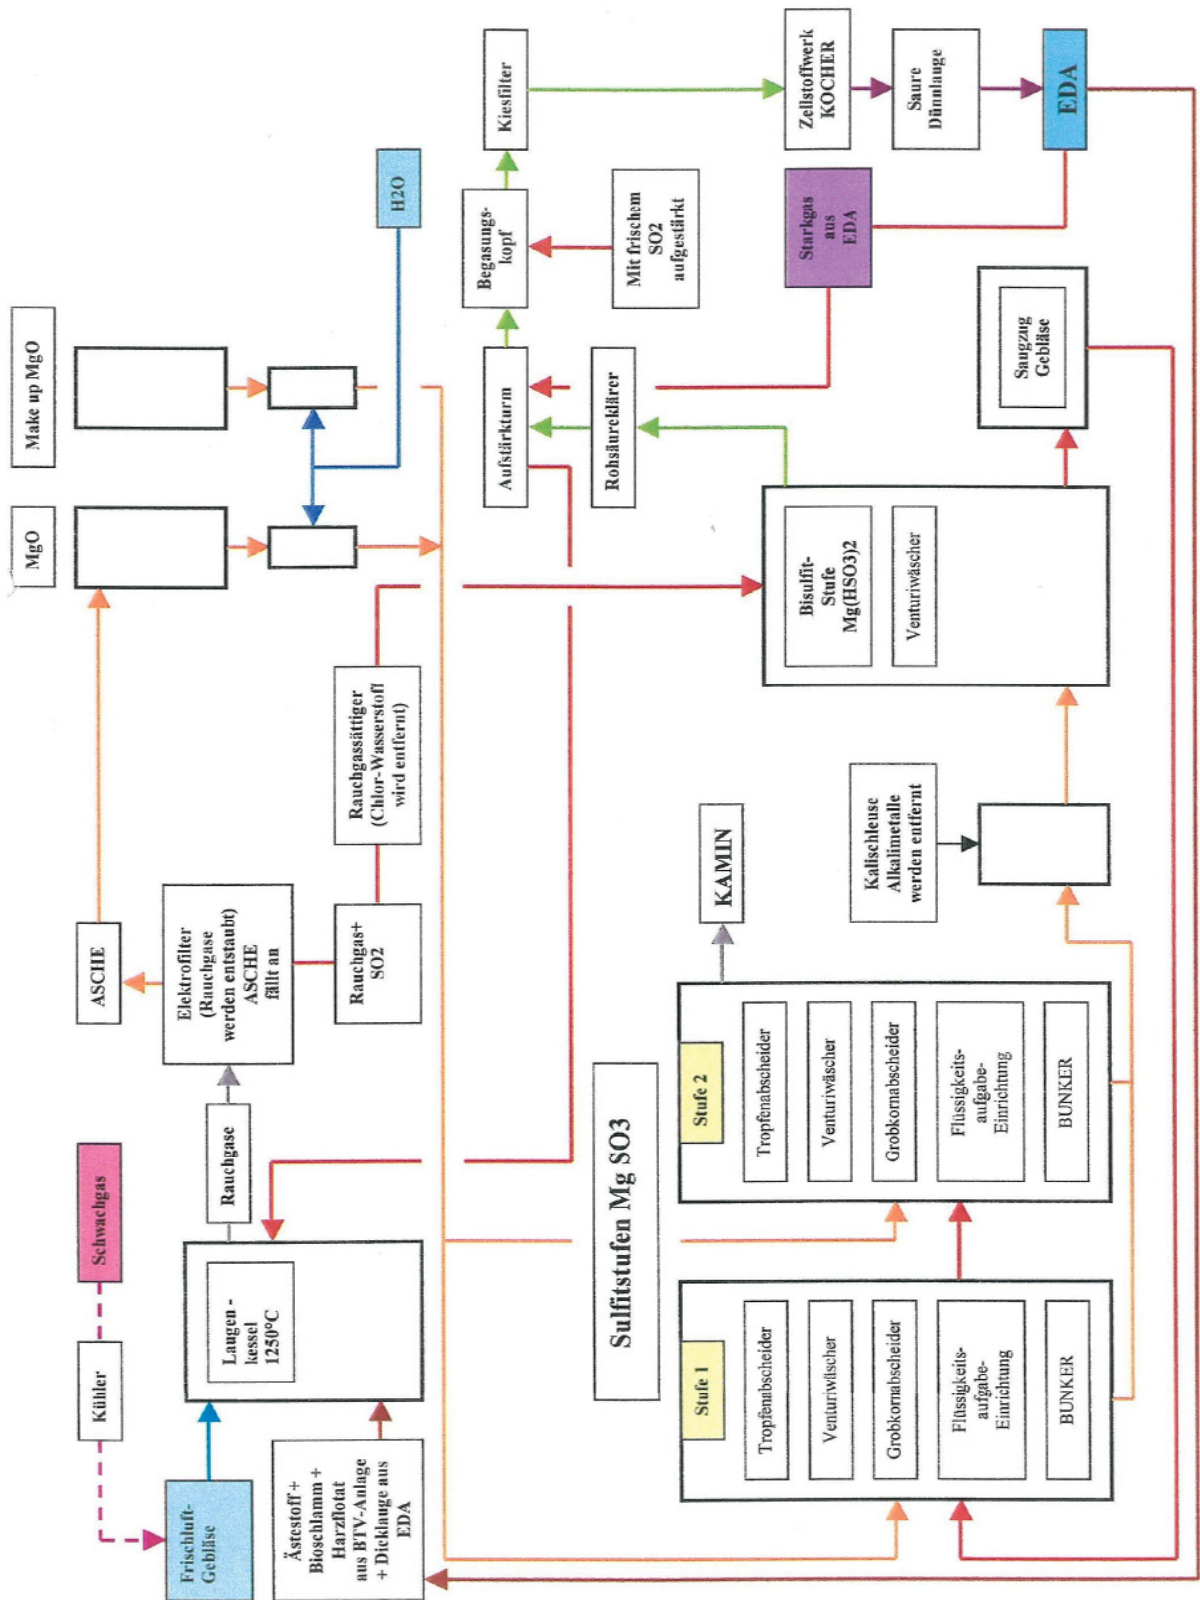 Kühler
Schwachgas
ASCHE
MgO
Make up MgO
Frischluft-
Gebläse
Rauchgase
Elektrofilter
(Rauchgase
werden entstaubt)
ASCHE
fällt an
Laugen -
kessel
1250°C
Ästestoff +
Bioschlamm +
Harzflotat
aus BTV-Anlage
+ Dicklauge aus
EDA
Rauchgas+
SO2
Rauchgassättiger
(Chlor-Wasserstoff
wird entfernt)
H2O
Aufstärkturm
Begasungs-
kopf
Kiesfilter
Sulfitstufen Mg SO3
Rohsäureklärer
Mit frischem
SO2
aufgestärkt
Stufe 1
Stufe 2
KAMIN
Tropfenabscheider
Tropfenabscheider
Venturiwäscher
Venturiwäscher
Grobkornabscheider
Grobkornabscheider
Flüssigkeits-
aufgabe-
Einrichtung
Flüssigkeits-
aufgabe-
Einrichtung
BUNKER
BUNKER
Kalischleuse
Alkalimetalle
werden entfernt
Bisulfit-
Stufe
Mg(HSO3)2
Venturiwäscher
Starkgas
aus
EDA
Zellstoffwerk
KOCHER
Saure
Dünnlauge
Saugzug
Gebläse
EDA